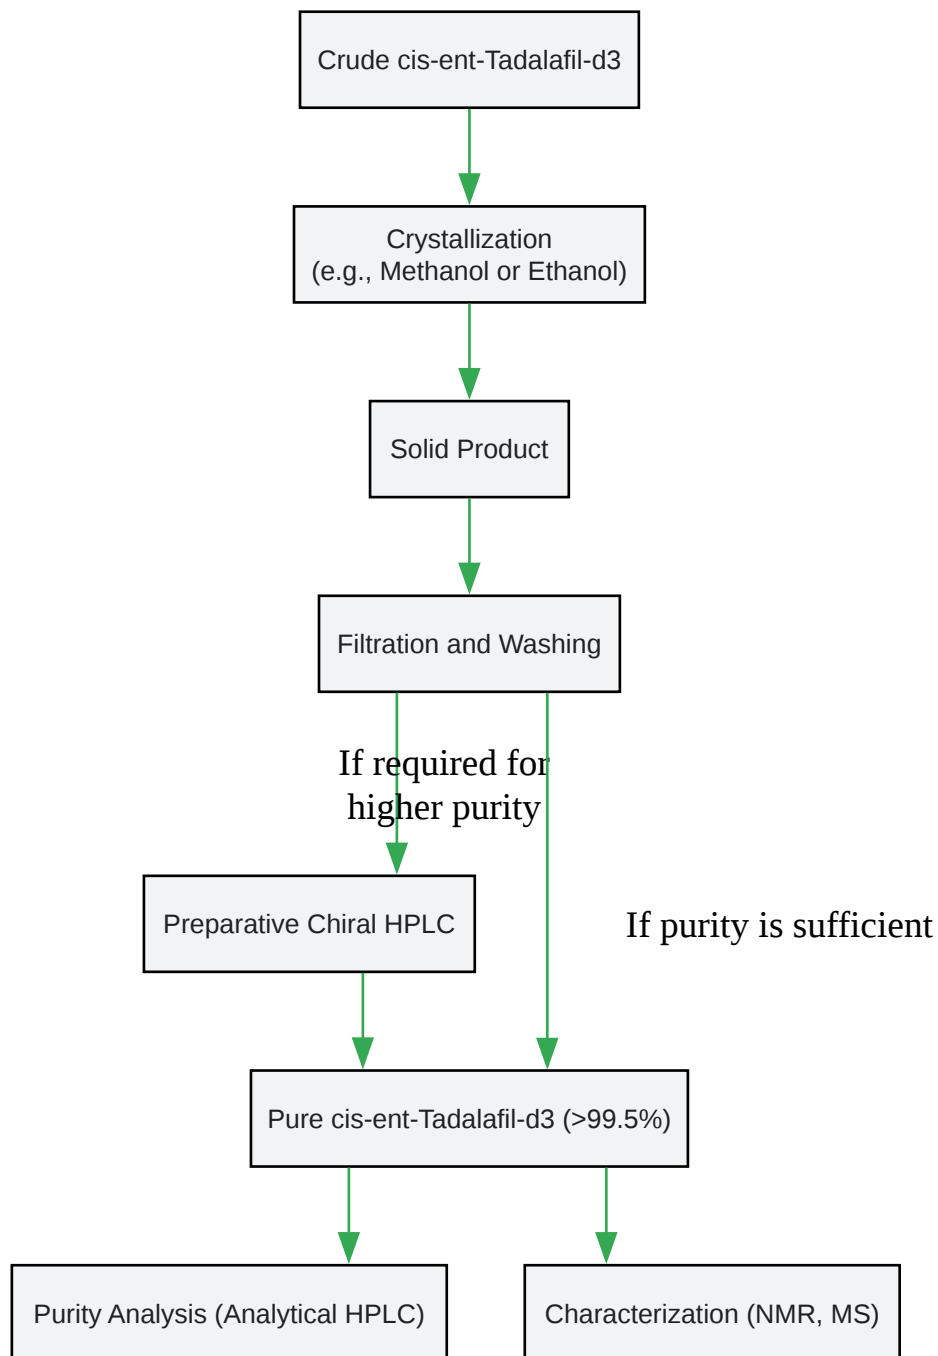 Crude cis-ent-Tadalafil-d3
Crystallization
(e.g., Methanol or Ethanol)
Solid Product
Filtration and Washing
If required for
higher purity
Preparative Chiral HPLC
If purity is sufficient
Pure cis-ent-Tadalafil-d3 (>99.5%)
Purity Analysis (Analytical HPLC)
Characterization (NMR, MS)